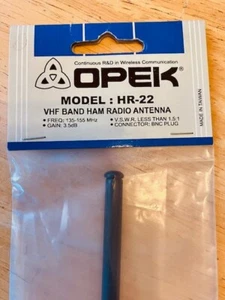 Continuous R&D in Wireless Communication
OPEK
MODEL : HR-22
VHF BAND HAM RADIO ANTENNA
• FREQ: 135-155 MHz • V.S.W.R. LESS THAN 1.5:1
• GAIN: 3.5dB • CONNECTOR: BNC PLUG
MADE IN TAIWAN